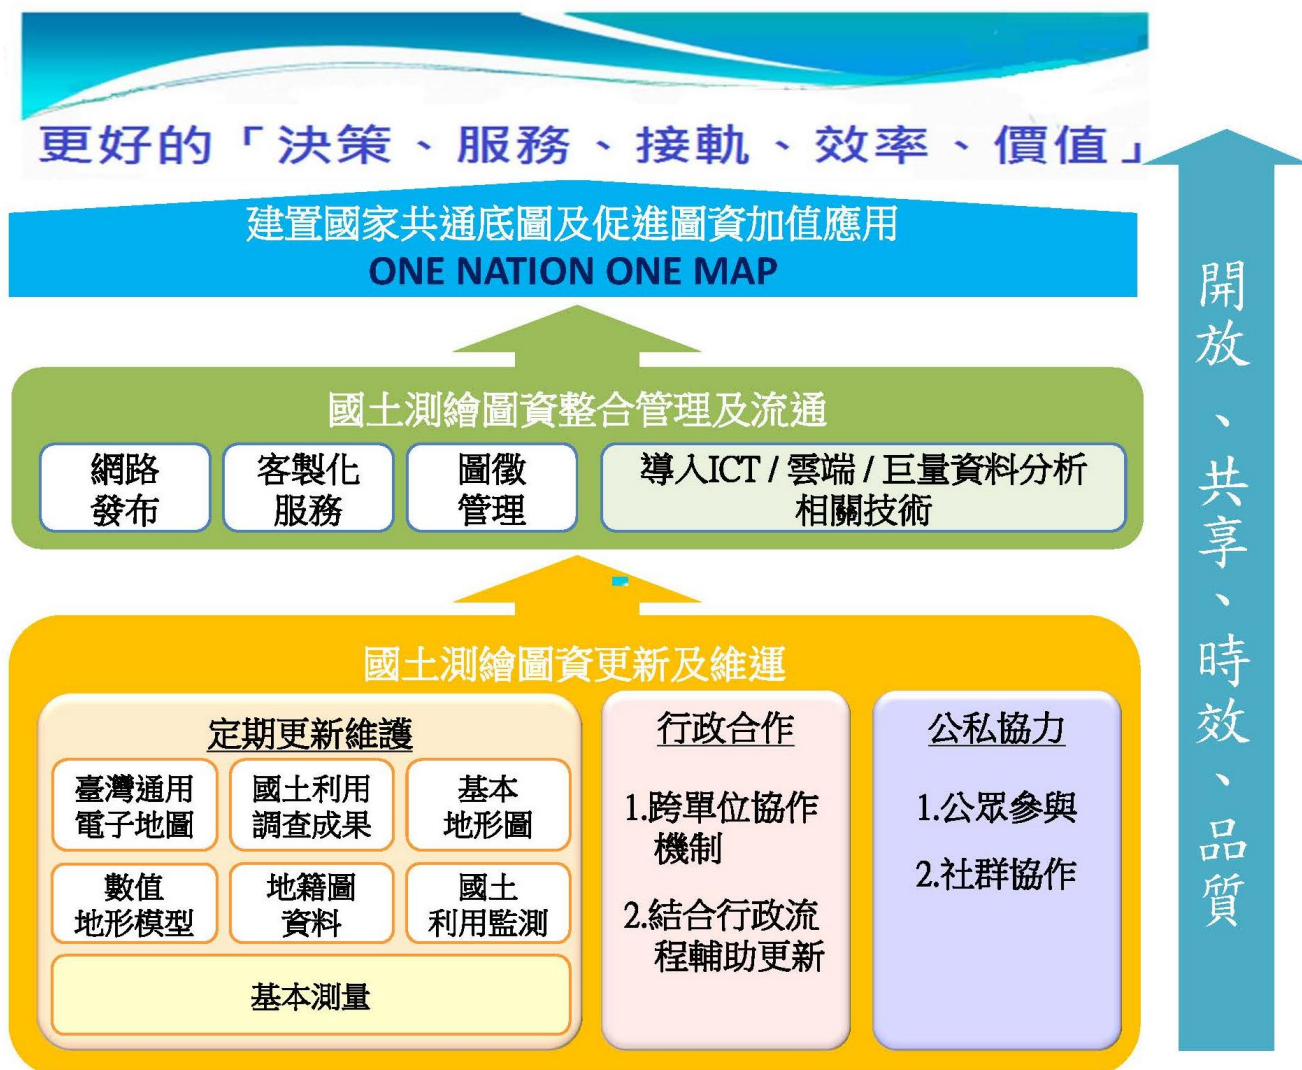 更好的「決策、服務、接軌、效率、價值」
建置國家共通底圖及促進圖資加值應用
ONE NATION ONE MAP
國土測繪圖資整合管理及流通
網路
發布
客製化
服務
圖徵
管理
導入ICT / 雲端 / 巨量資料分析
相關技術
國土測繪圖資更新及維運
定期更新維護
臺灣通用
電子地圖
國土利用
調查成果
基本
地形圖
數值
地形模型
地籍圖
資料
國土
利用監測
基本測量
行政合作
1.跨單位協作
機制
2.結合行政流
程輔助更新
公私協力
1.公眾參與
2.社群協作
開放、共享、時效、品質